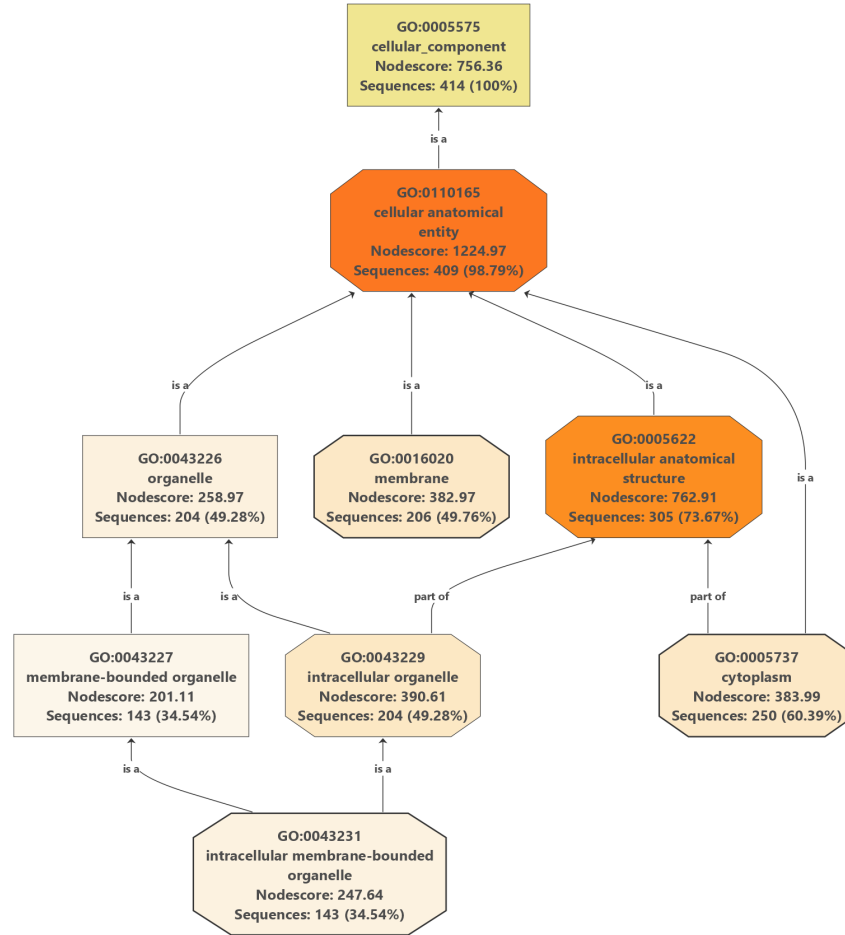 GO:0005575
cellular_component
Nodescore: 756.36
Sequences: 414 (100%)
is a
GO:0110165
cellular anatomical
entity
Nodescore: 1224.97
Sequences: 409 (98.79%)
is a
is a
is a
is a
GO:0043226
organelle
Nodescore: 258.97
Sequences: 204 (49.28%)
GO:0016020
membrane
Nodescore: 382.97
Sequences: 206 (49.76%)
GO:0005622
intracellular anatomical
structure
Nodescore: 762.91
Sequences: 305 (73.67%)
is a
is a
part of
part of
GO:0043227
membrane-bounded organelle
Nodescore: 201.11
Sequences: 143 (34.54%)
GO:0043229
intracellular organelle
Nodescore: 390.61
Sequences: 204 (49.28%)
GO:0005737
cytoplasm
Nodescore: 383.99
Sequences: 250 (60.39%)
is a
is a
GO:0043231
intracellular membrane-bounded
organelle
Nodescore: 247.64
Sequences: 143 (34.54%)